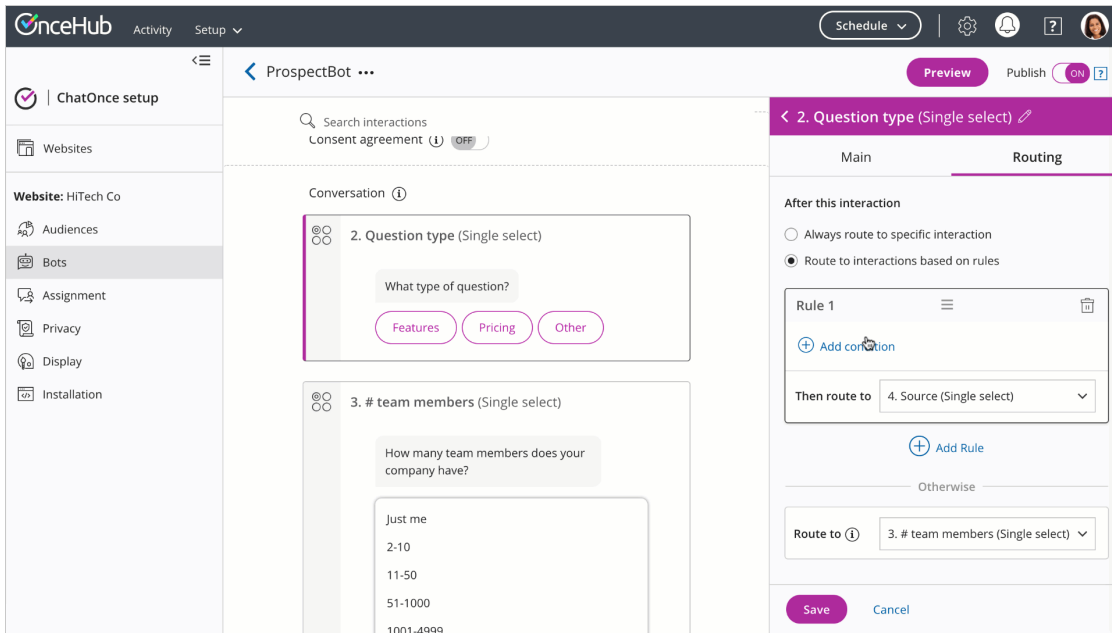 OnceHub
Activity
Setup
Schedule
?
ChatOnce setup
Websites
Website: HiTech Co
Audiences
Bots
Assignment
Privacy
Display
Installation
ProspectBot •••
Preview
Publish
ON
?
Search interactions
Consent agreement i OFF
Conversation i
2. Question type (Single select)
What type of question?
Features
Pricing
Other
3. # team members (Single select)
How many team members does your
company have?
Just me
2-10
11-50
51-1000
1001-4999
2. Question type (Single select)
Main
Routing
After this interaction
Always route to specific interaction
Route to interactions based on rules
Rule 1
Add condition
Then route to
4. Source (Single select)
Add Rule
Otherwise
Route to i
3. # team members (Single select)
Save
Cancel